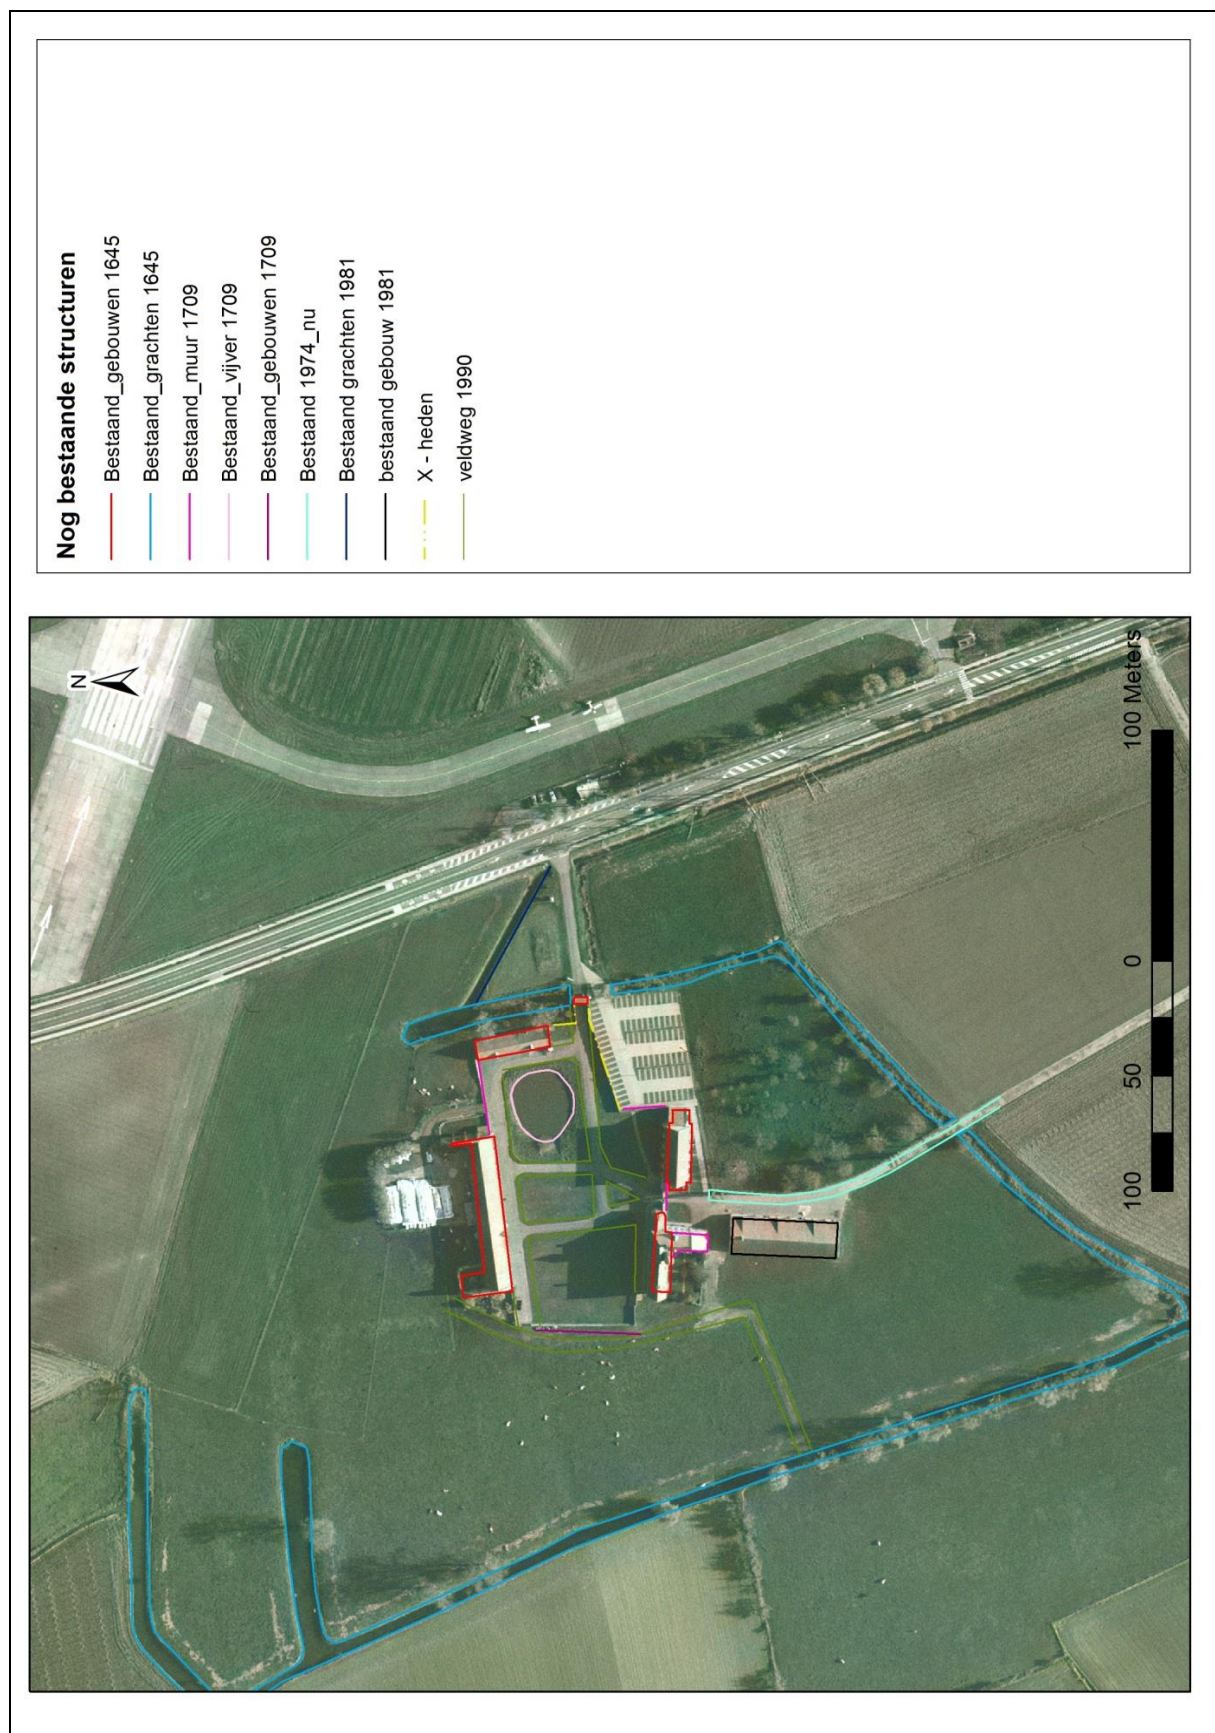 Nog bestaande structuren
Bestaand_gebouwen 1645
Bestaand_grachten 1645
Bestaand_muur 1709
Bestaand_vijver 1709
Bestaand_gebouwen 1709
Bestaand 1974_nu
Bestaand grachten 1981
bestaand gebouw 1981
X - heden
veldweg 1990
N
100 50 0 100 Meters